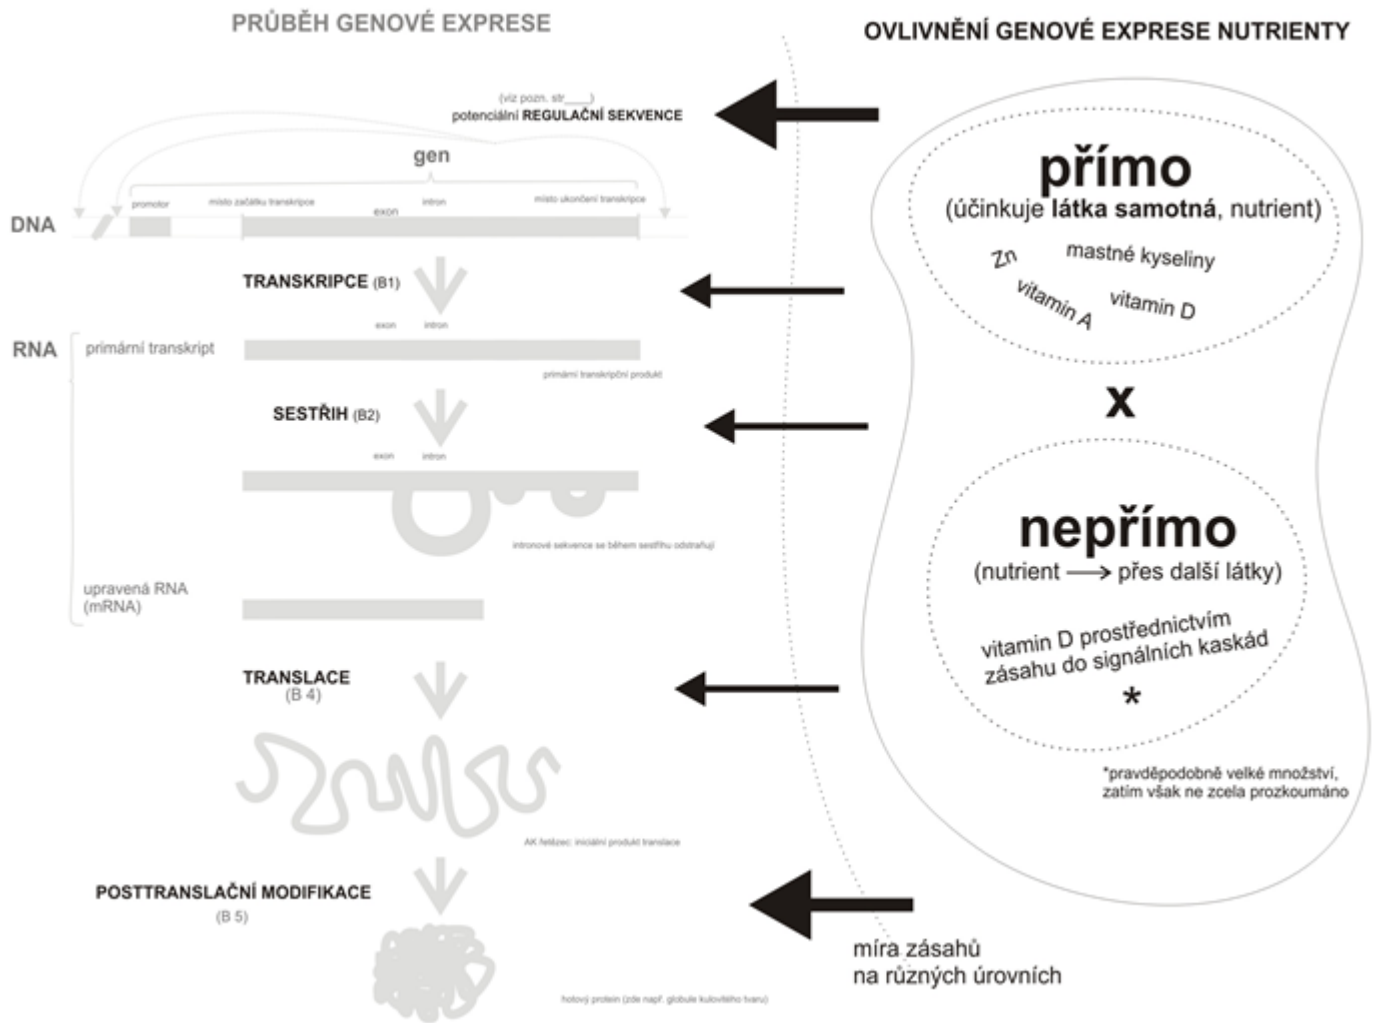 PRŮBĚH GENOVÉ EXPRESE
(viz pozn. str____)
potenciální REGULAČNÍ SEKVENCE
gen
promotor
místo začátku transkripce
exon
intron
místo ukončení transkripce
DNA
TRANSKRIPCE (B1)
exon
intron
RNA
primární transkript
primární transkripční produkt
SESTŘIH (B2)
exon
intron
intronové sekvence se během sestřihu odstraňují
upravená RNA
(mRNA)
TRANSLACE
(B 4)
AK řetězec: iniciální produkt translace
POSTTRANSLAČNÍ MODIFIKACE
(B 5)
hotový protein (zde např. globule kulovitého tvaru)
OVLIVNĚNÍ GENOVÉ EXPRESE NUTRIENTY
přímo
(účinkuje látka samotná, nutrient)
Zn
mastné kyseliny
vitamin A
vitamin D
x
nepřímo
(nutrient → přes další látky)
vitamin D prostřednictvím
zásahu do signálních kaskád
*
*pravděpodobně velké množství,
zatím však ne zcela prozkoumáno
míra zásahů
na různých úrovních